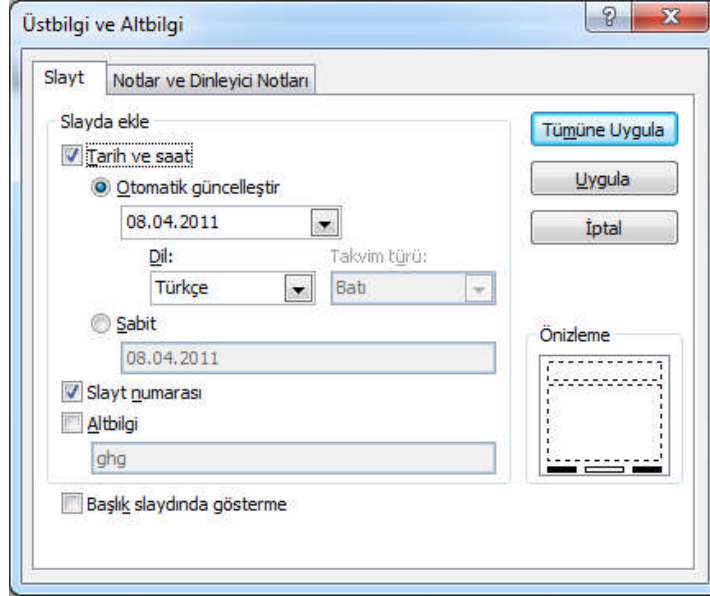 Üstbilgi ve Altbilgi
Slayt
Notlar ve Dinleyici Notları
Slayda ekle
Tarih ve saat
Otomatik güncelleştir
08.04.2011
Dil:
Takvim türü:
Türkçe
Batı
Sabit
08.04.2011
Slayt numarası
Altbilgi
ghg
Başlık slaydında gösterme
Tümüne Uygula
Uygula
İptal
Önizleme